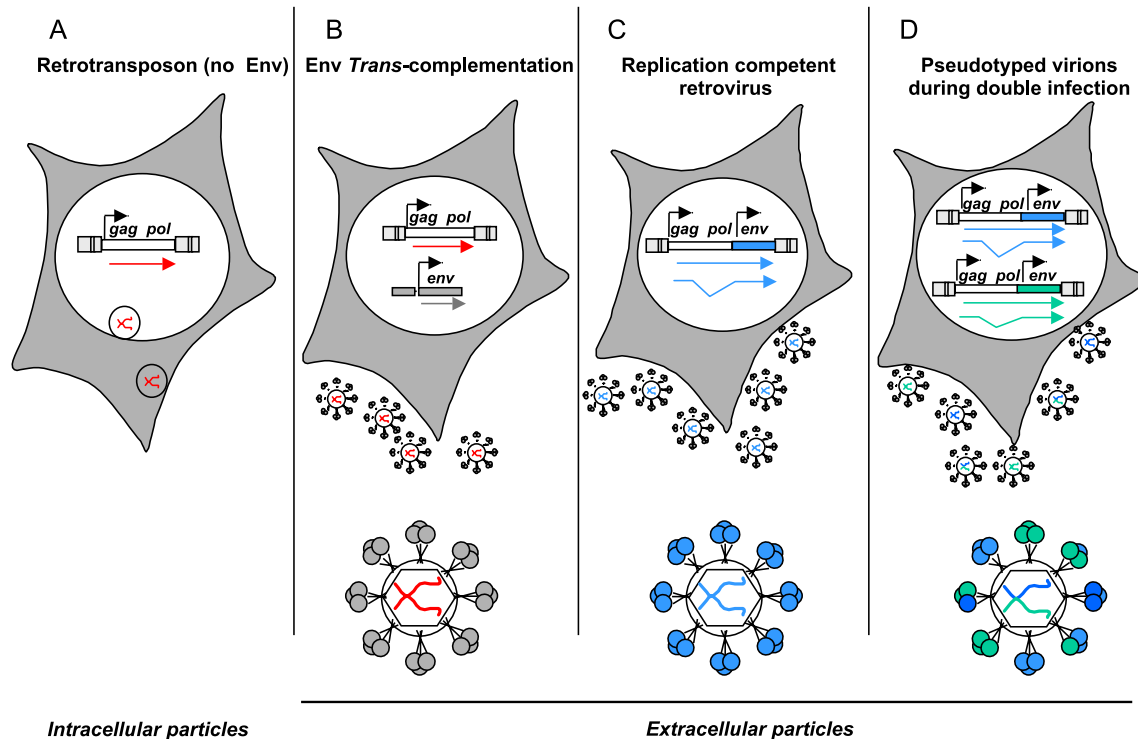 A
Retrotransposon (no Env)
gag pol
B
Env Trans-complementation
gag pol
env
C
Replication competent
retrovirus
gag pol env
D
Pseudotyped virions
during double infection
gag pol env
gag pol env
Intracellular particles
Extracellular particles